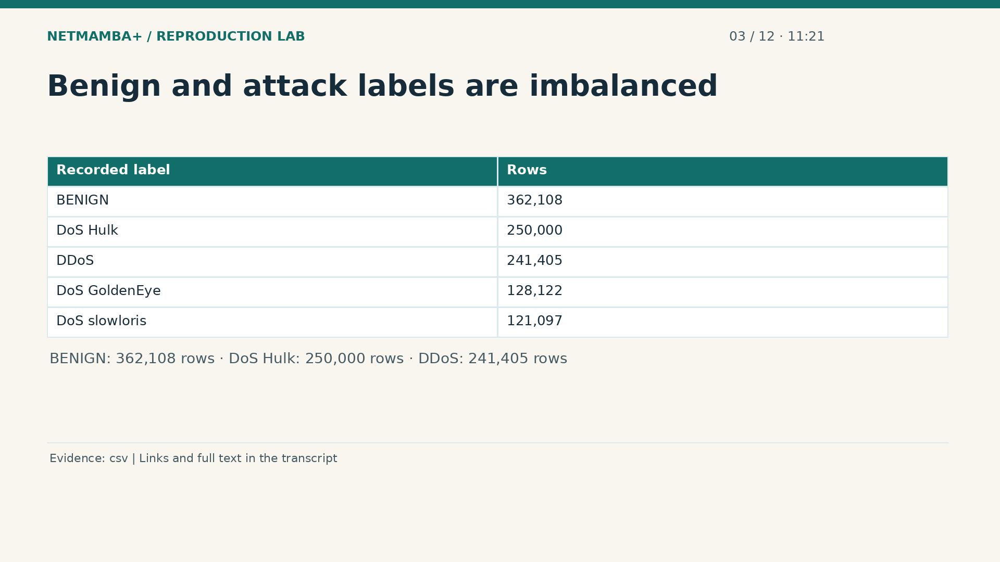 NETMAMBA+ / REPRODUCTION LAB
03 / 12 · 11:21
Benign and attack labels are imbalanced
Recorded label Rows
BENIGN 362,108
DoS Hulk 250,000
DDoS 241,405
DoS GoldenEye 128,122
DoS slowloris 121,097
BENIGN: 362,108 rows · DoS Hulk: 250,000 rows · DDoS: 241,405 rows
Evidence: csv | Links and full text in the transcript